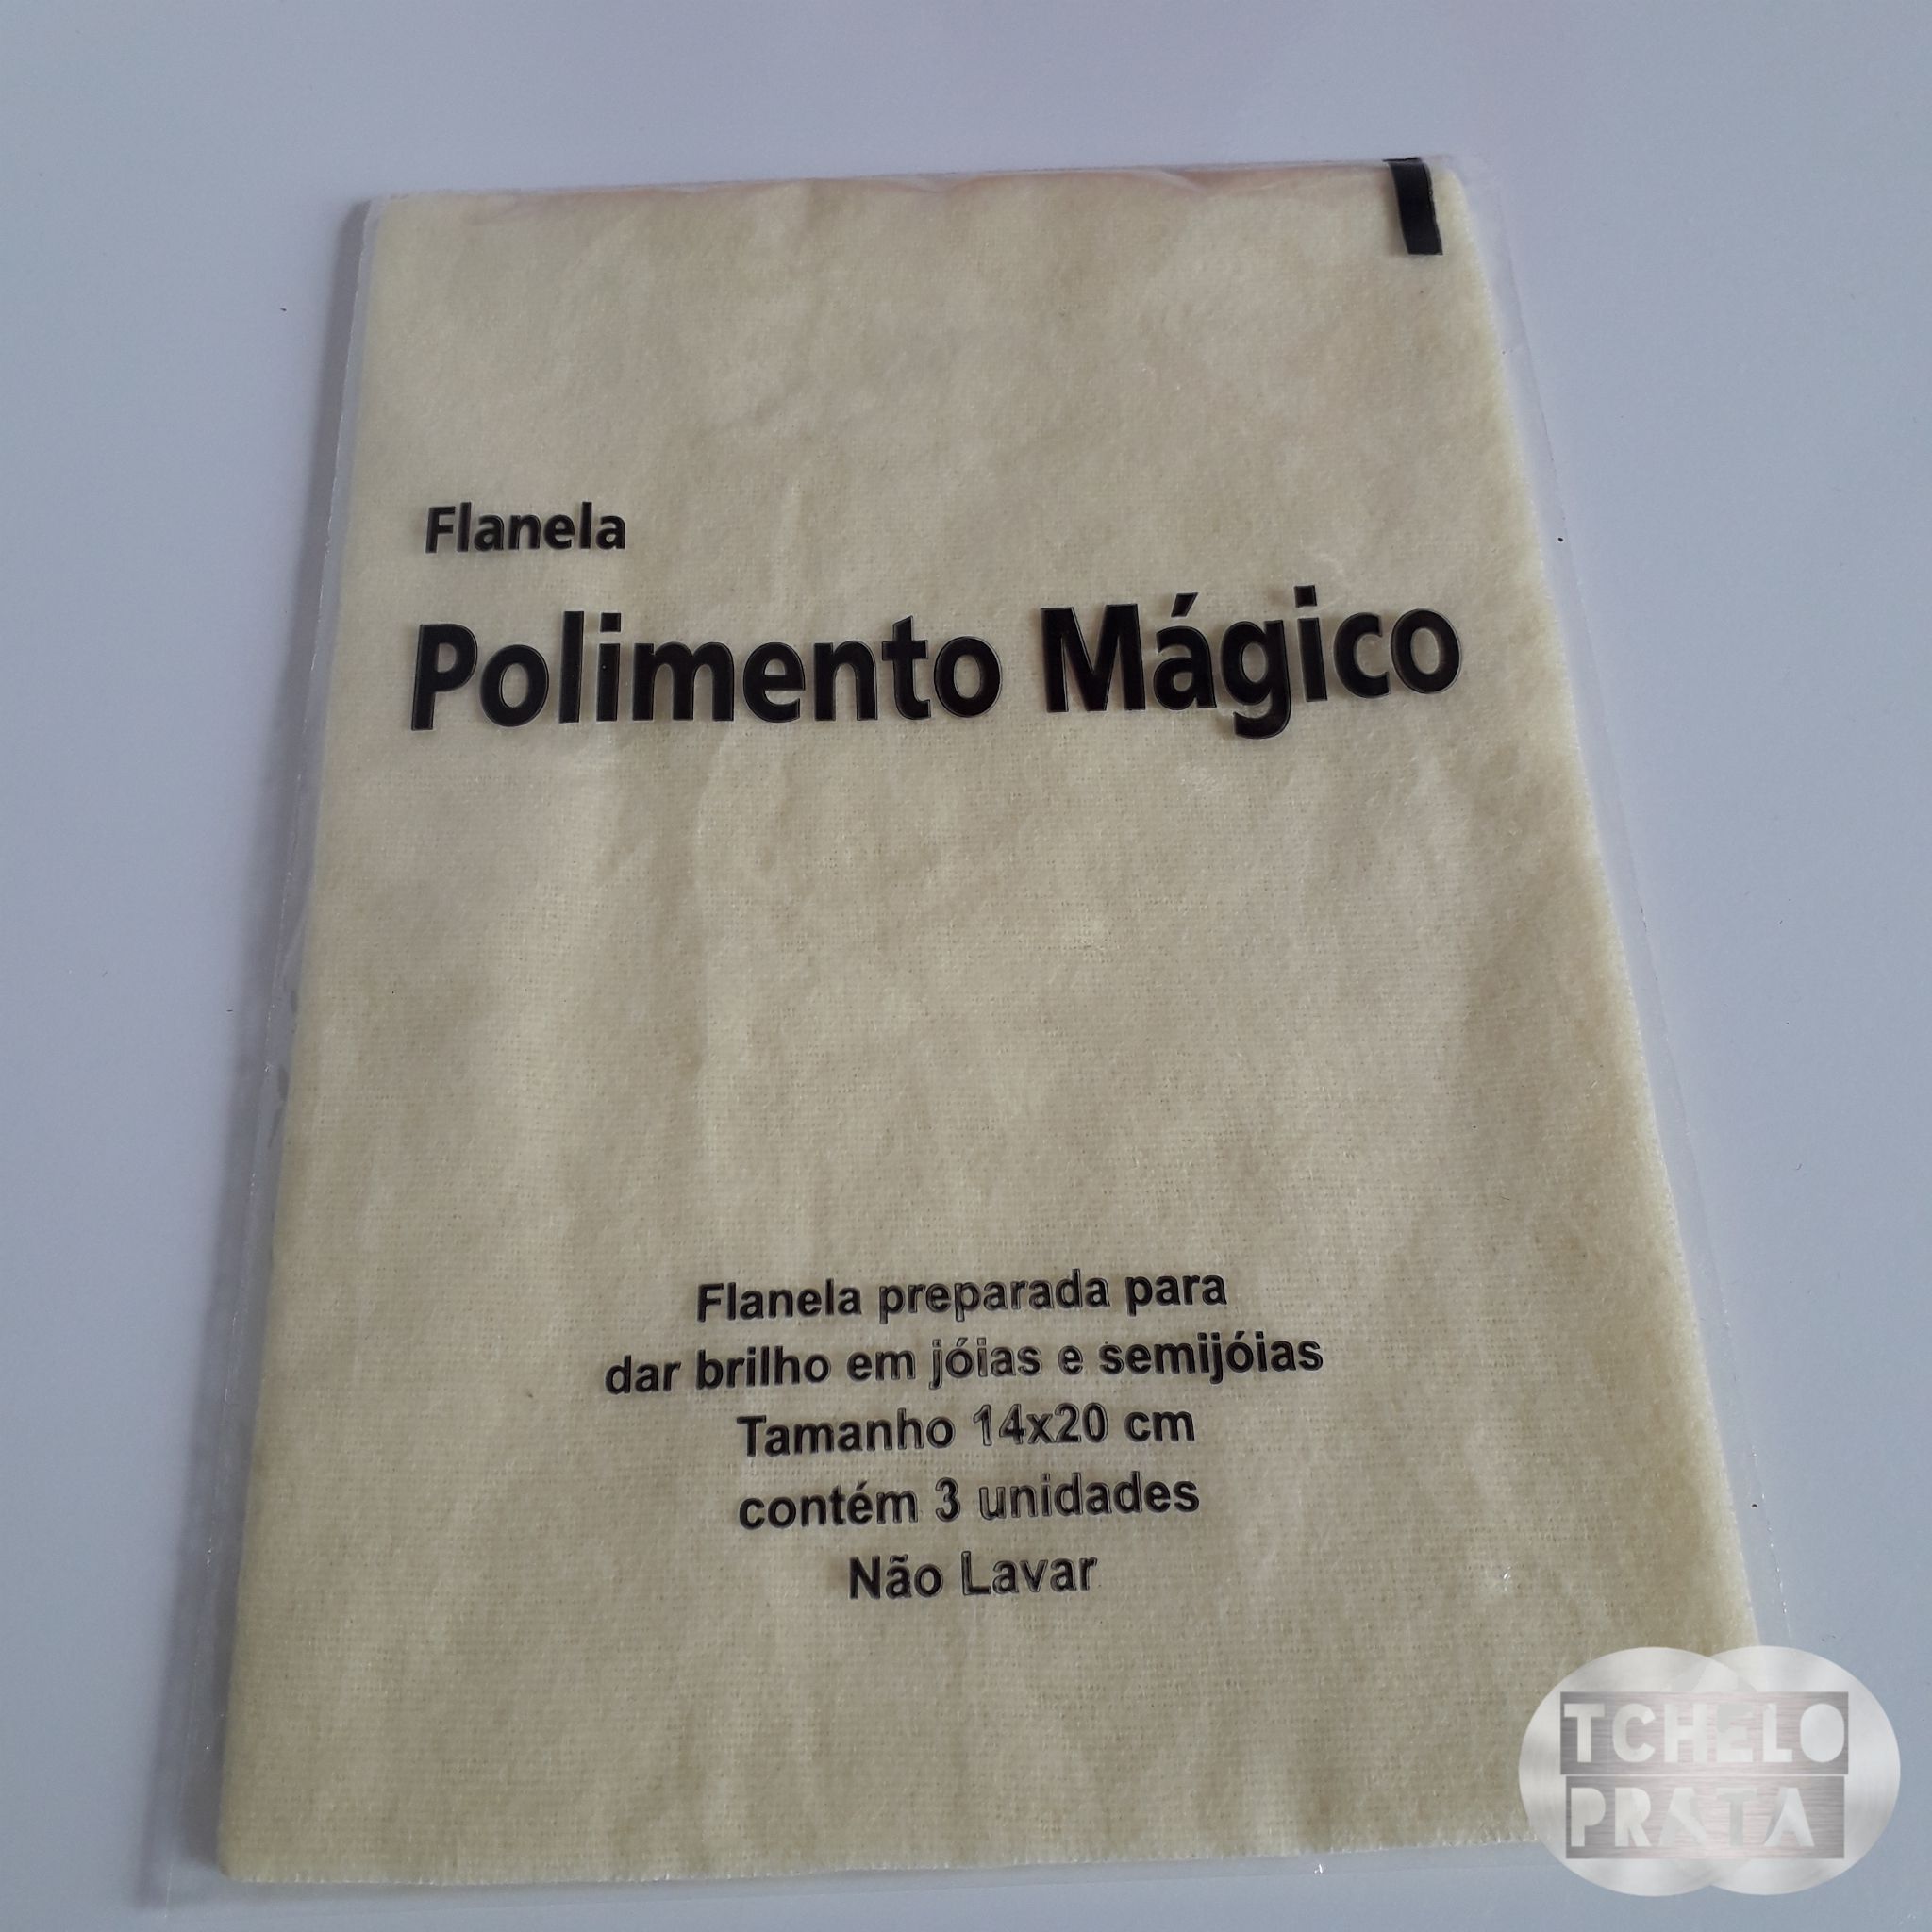 Flanela
Polimento Mágico
Flanela preparada para
dar brilho em jóias e semijóias
Tamanho 14x20 cm
contém 3 unidades
Não Lavar
TCHELO
PRATA